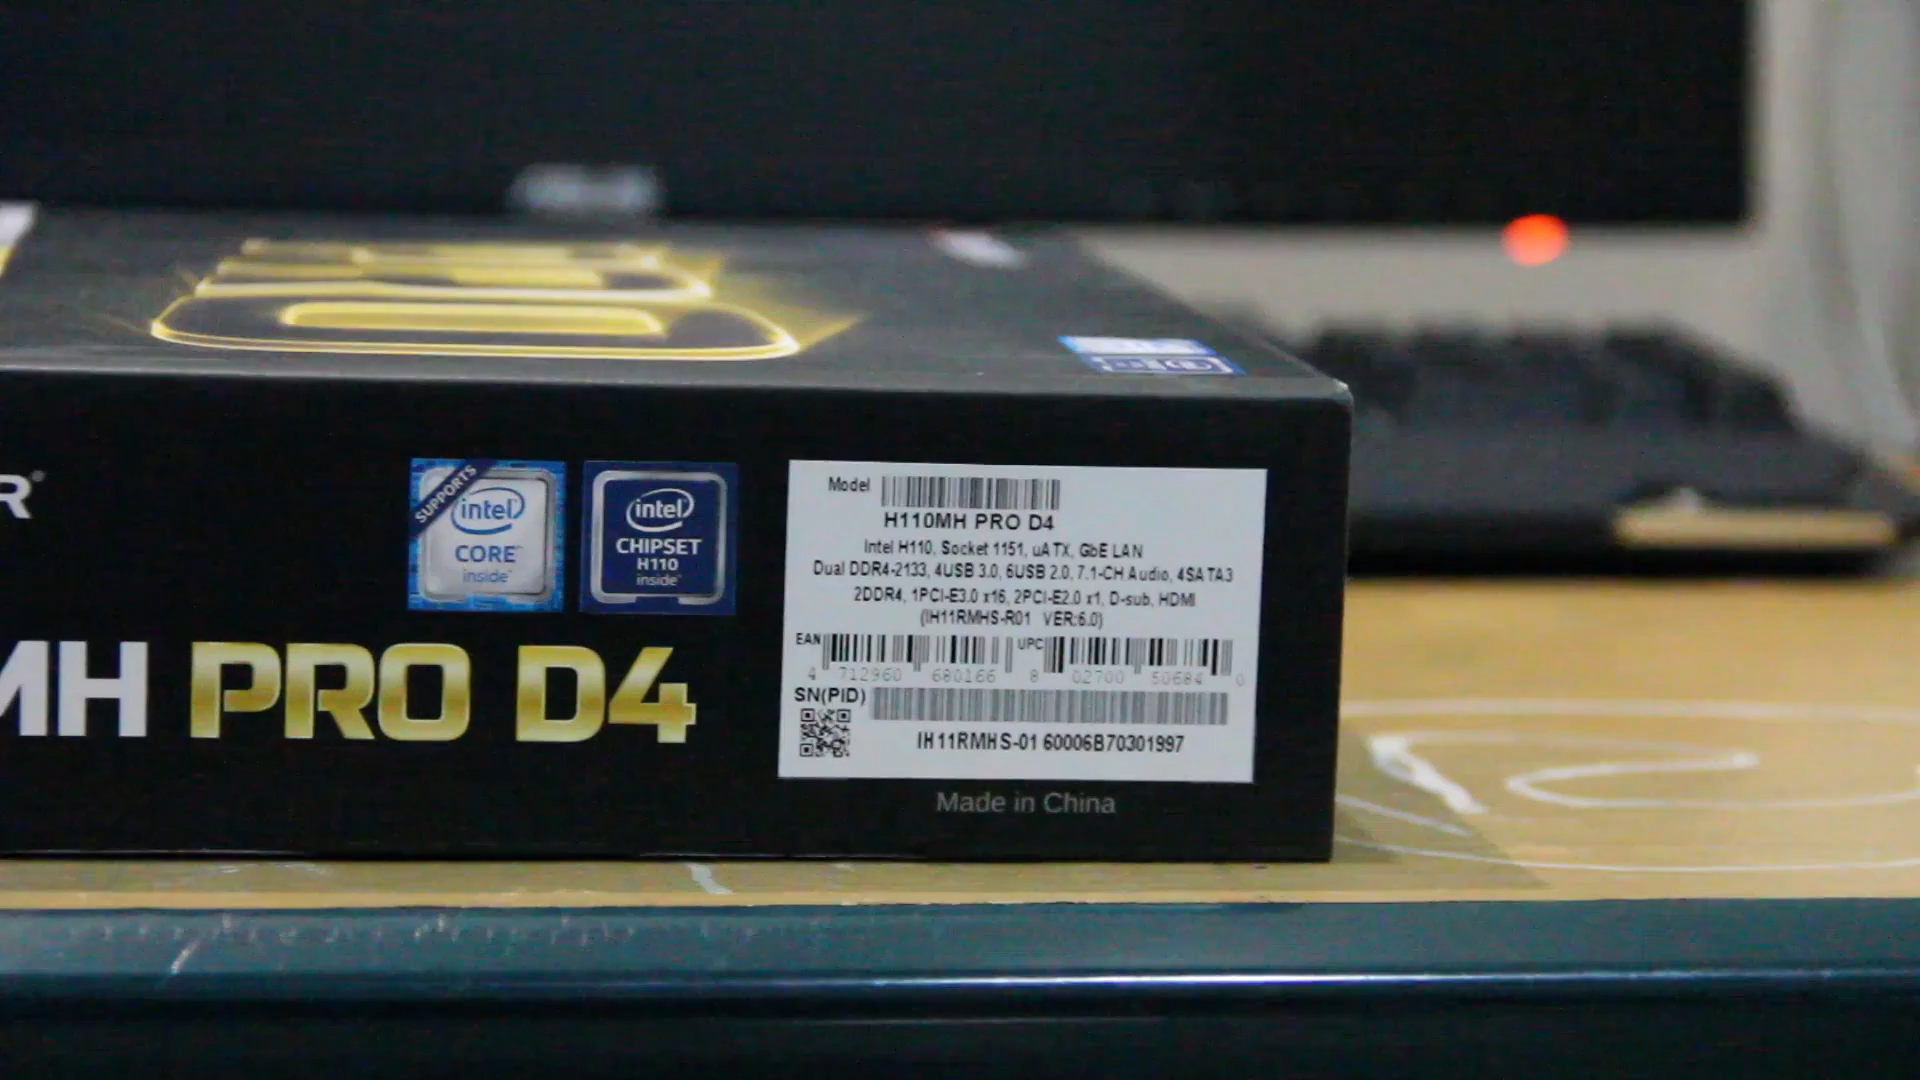 R
SUPPORTS
intel
CORE
inside
intel
CHIPSET
H110
inside
MH PRO D4
Model
H110MH PRO D4
Intel H110, Socket 1151, uATX, GbE LAN
Dual DDR4-2133, 4USB 3.0, 6USB 2.0, 7.1-CH Audio, 4SATA3
2DDR4, 1PCI-E3.0 x16, 2PCI-E2.0 x1, D-sub, HDMI
(IH11RMHS-R01 VER:6.0)
EAN
4 712960 680166
UPC
8 02700 50684 0
SN(PID)
IH11RMHS-01 60006B70301997
Made in China